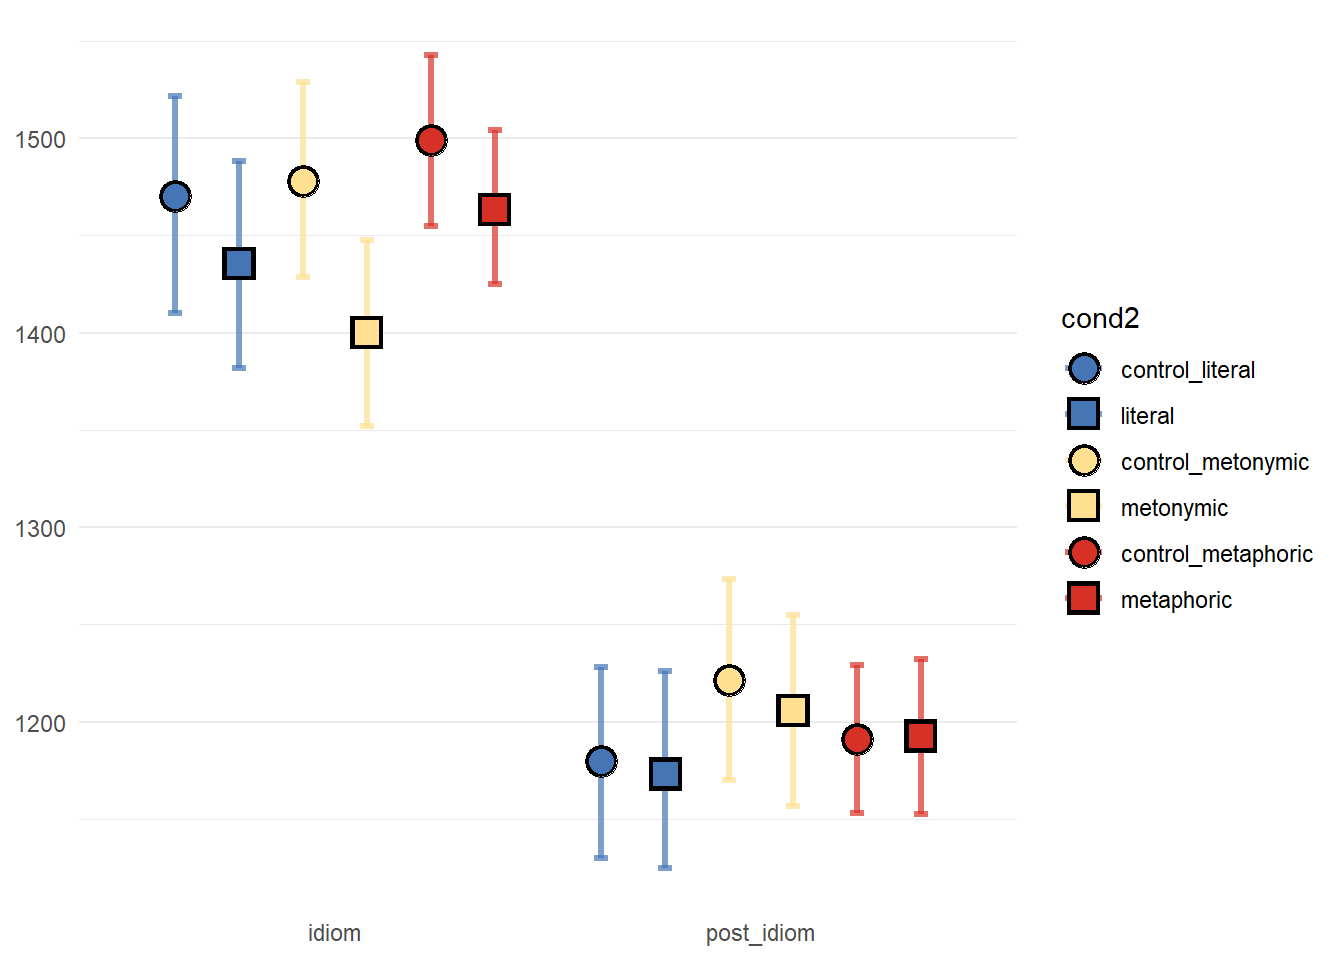 1500
1400
1300
1200
idiom
post_idiom
cond2
control_literal
literal
control_metonymic
metonymic
control_metaphoric
metaphoric